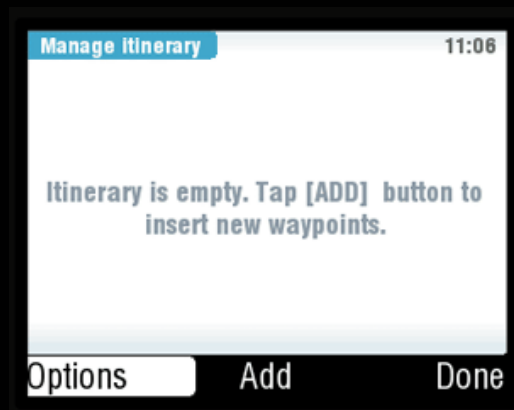 Manage itinerary 11:06
Itinerary is empty. Tap [ADD] button to
insert new waypoints.
Options Add Done